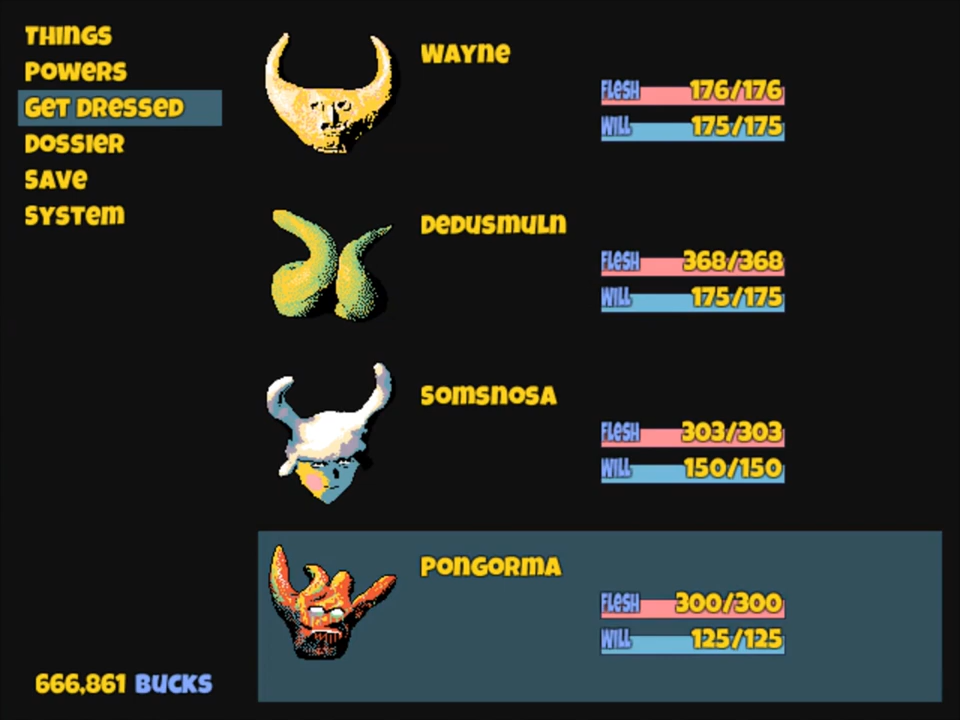 THINGS
POWERS
GET DRESSED
DOSSIER
SAVE
SYSTEM
WAYNE
FLESH 176/176
WILL 175/175
DEDUSMULN
FLESH 368/368
WILL 175/175
SOMSNOSA
FLESH 303/303
WILL 150/150
PONGORMA
FLESH 300/300
WILL 125/125
666,861 BUCKS